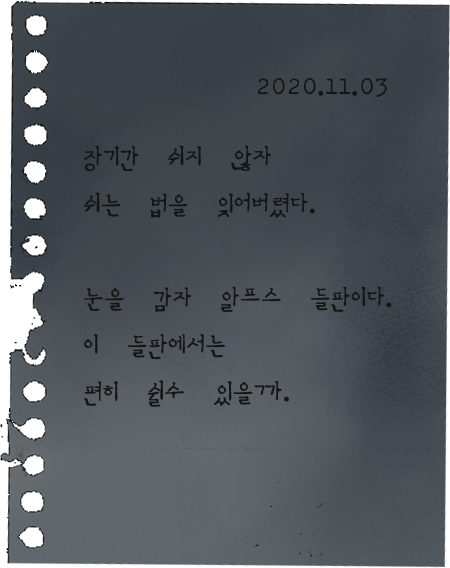 2020.11.03
장기간 쉬지 않자
쉬는 법을 잊어버렸다.
눈을 감자 알프스 들판이다.
이 들판에서는
편히 쉴수 있을까.